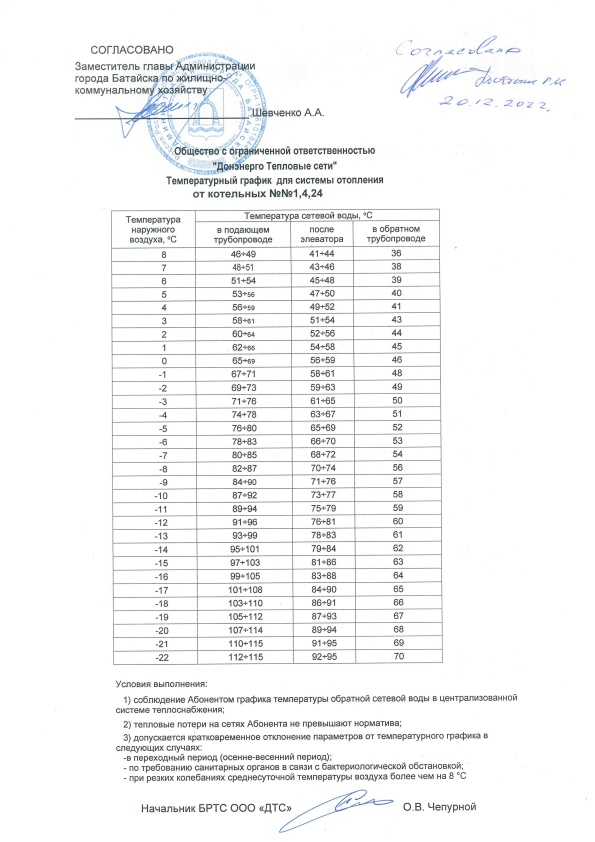 СОГЛАСОВАНО
Заместитель главы Администрации
города Батайска по жилищно-
коммунальному хозяйству
Шевченко А.А.
Согласовано
20.12.2022.
Общество с ограниченной ответственностью
"Донэнерго Тепловые сети"
Температурный график для системы отопления
от котельных №№1,4,24
Температура наружного воздуха, °С Температура сетевой воды, °С
в подающем трубопроводе после элеватора в обратном трубопроводе
8 46÷49 41÷44 36
7 48÷51 43÷46 38
6 51÷54 45÷48 39
5 53÷56 47÷50 40
4 56÷59 49÷52 41
3 58÷61 51÷54 43
2 60÷64 52÷56 44
1 62÷66 54÷58 45
0 65÷69 56÷59 46
-1 67÷71 58÷61 48
-2 69÷73 59÷63 49
-3 71÷76 61÷65 50
-4 74÷78 63÷67 51
-5 76÷80 65÷69 52
-6 78÷83 66÷70 53
-7 80÷85 68÷72 54
-8 82÷87 70÷74 56
-9 84÷90 71÷76 57
-10 87÷92 73÷77 58
-11 89÷94 75÷79 59
-12 91÷96 76÷81 60
-13 93÷99 78÷83 61
-14 95÷101 79÷84 62
-15 97÷103 81÷86 63
-16 99÷105 83÷88 64
-17 101÷108 84÷90 65
-18 103÷110 86÷91 66
-19 105÷112 87÷93 67
-20 107÷114 89÷94 68
-21 110÷115 91÷95 69
-22 112÷115 92÷95 70
Условия выполнения:
1) соблюдение Абонентом графика температуры обратной сетевой воды в централизованной
системе теплоснабжения;
2) тепловые потери на сетях Абонента не превышают норматива;
3) допускается кратковременное отклонение параметров от температурного графика в
следующих случаях:
-в переходный период (осенне-весенний период);
- по требованию санитарных органов в связи с бактериологической обстановкой;
- при резких колебаниях среднесуточной температуры воздуха более чем на 8 °С
Начальник БРТС ООО «ДТС» О.В. Чепурной